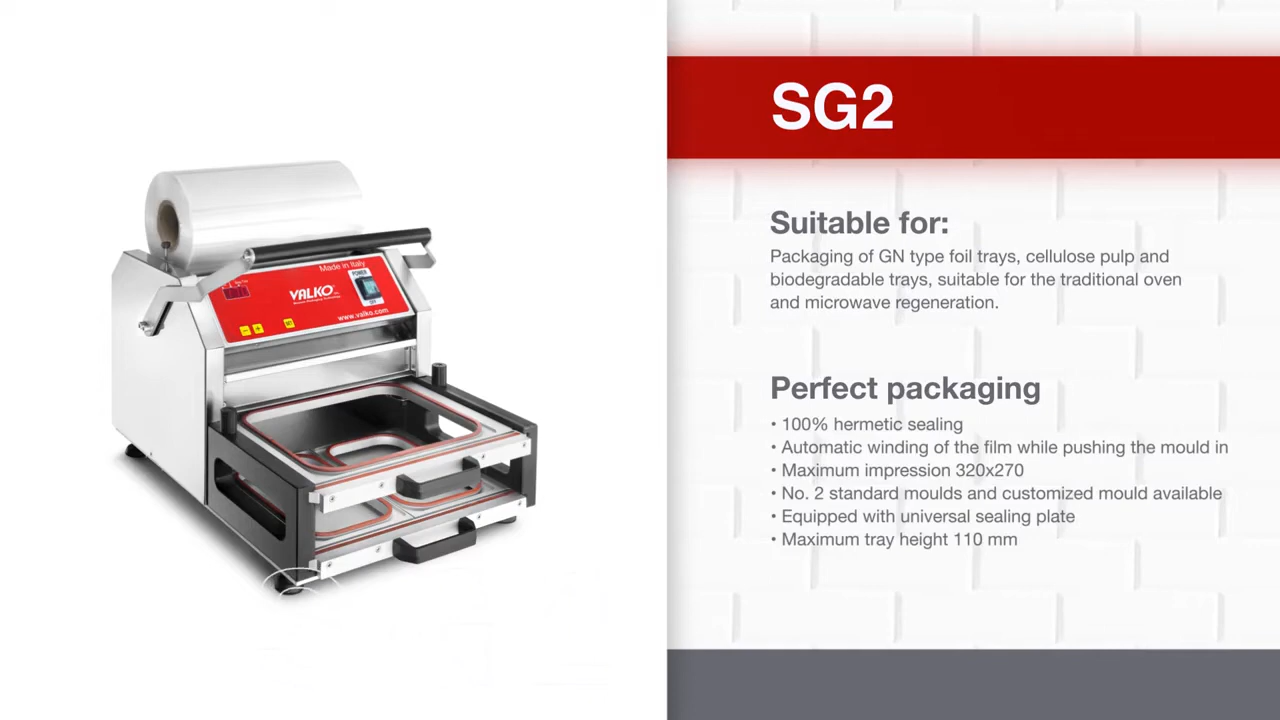 SG2
Suitable for:
Packaging of GN type foil trays, cellulose pulp and
biodegradable trays, suitable for the traditional oven
and microwave regeneration.
Perfect packaging
• 100% hermetic sealing
• Automatic winding of the film while pushing the mould in
• Maximum impression 320x270
• No. 2 standard moulds and customized mould available
• Equipped with universal sealing plate
• Maximum tray height 110 mm
Made in Italy
POWER
VALKO
OFF
www.valko.com